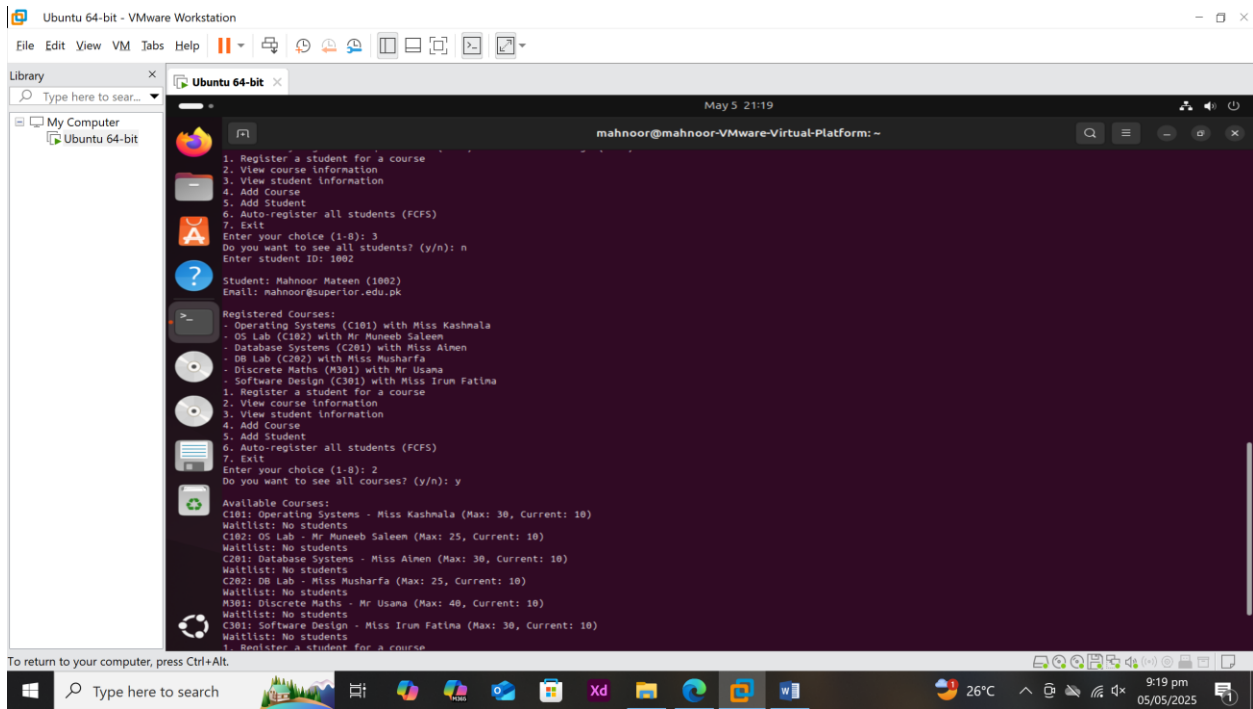 Ubuntu 64-bit - VMware Workstation
File Edit View VM Tabs Help
Library
Ubuntu 64-bit
Type here to sear...
May 5 21:19
My Computer
Ubuntu 64-bit
mahnoor@mahnoor-VMware-Virtual-Platform: ~
1. Register a student for a course
2. View course information
3. View student information
4. Add Course
5. Add Student
6. Auto-register all students (FCFS)
7. Exit
Enter your choice (1-8): 3
Do you want to see all students? (y/n): n
Enter student ID: 1002
Student: Mahnoor Mateen (1002)
Email: mahnoor@superior.edu.pk
Registered Courses:
- Operating Systems (C101) with Miss Kashmala
- OS Lab (C102) with Mr Muneeb Saleem
- Database Systems (C201) with Miss Aimen
- DB Lab (C202) with Miss Musharfa
- Discrete Maths (M301) with Mr Usama
- Software Design (C301) with Miss Irum Fatima
1. Register a student for a course
2. View course information
3. View student information
4. Add Course
5. Add Student
6. Auto-register all students (FCFS)
7. Exit
Enter your choice (1-8): 2
Do you want to see all courses? (y/n): y
Available Courses:
C101: Operating Systems - Miss Kashmala (Max: 30, Current: 10)
Waitlist: No students
C102: OS Lab - Mr Muneeb Saleem (Max: 25, Current: 10)
Waitlist: No students
C201: Database Systems - Miss Aimen (Max: 30, Current: 10)
Waitlist: No students
C202: DB Lab - Miss Musharfa (Max: 25, Current: 10)
Waitlist: No students
M301: Discrete Maths - Mr Usama (Max: 40, Current: 10)
Waitlist: No students
C301: Software Design - Miss Irum Fatima (Max: 30, Current: 10)
Waitlist: No students
1. Register a student for a course
To return to your computer, press Ctrl+Alt.
Type here to search
Xd
26°C
9:19 pm
05/05/2025